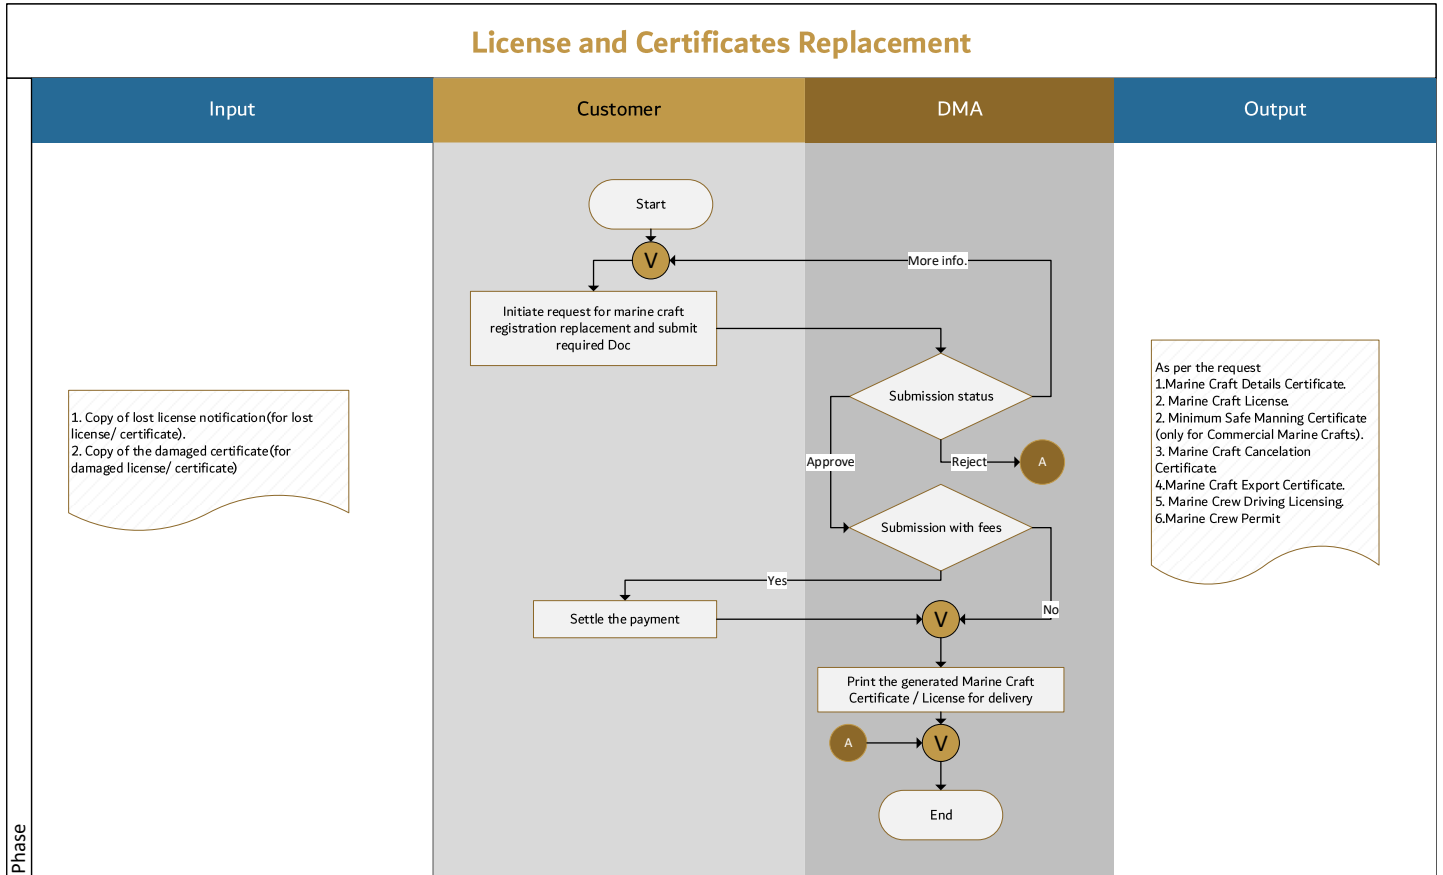 License and Certificates Replacement
Input
Customer
DMA
Output
Phase
Start
V
More info.
Initiate request for marine craft
registration replacement and submit
required Doc
Submission status
1. Copy of lost license notification(for lost
license/ certificate).
2. Copy of the damaged certificate(for
damaged license/ certificate)
As per the request
1.Marine Craft Details Certificate.
2. Marine Craft License.
2. Minimum Safe Manning Certificate
(only for Commercial Marine Crafts).
3. Marine Craft Cancelation
Certificate.
4.Marine Craft Export Certificate.
5. Marine Crew Driving Licensing.
6.Marine Crew Permit
Approve
Reject
A
Submission with fees
Yes
No
Settle the payment
V
Print the generated Marine Craft
Certificate / License for delivery
A
V
End